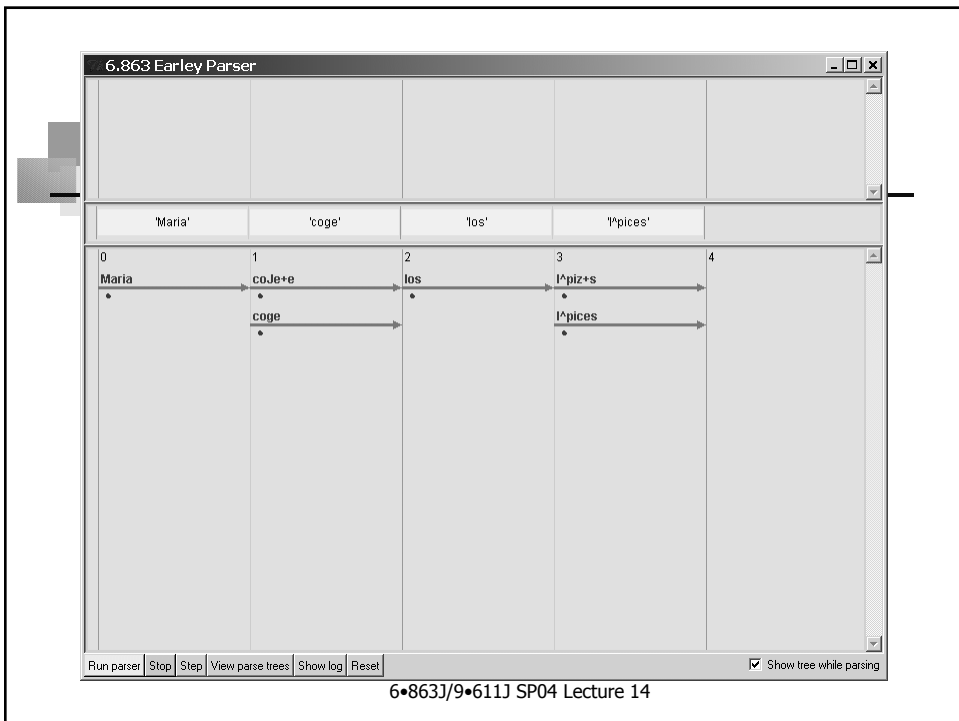 6.863 Earley Parser
'Maria' 'coge' 'los' 'l^pices'
0 1 2 3 4
Maria coJe+e los l^piz+s
coge l^pices
Run parser Stop Step View parse trees Show log Reset Show tree while parsing
6•863J/9•611J SP04 Lecture 14